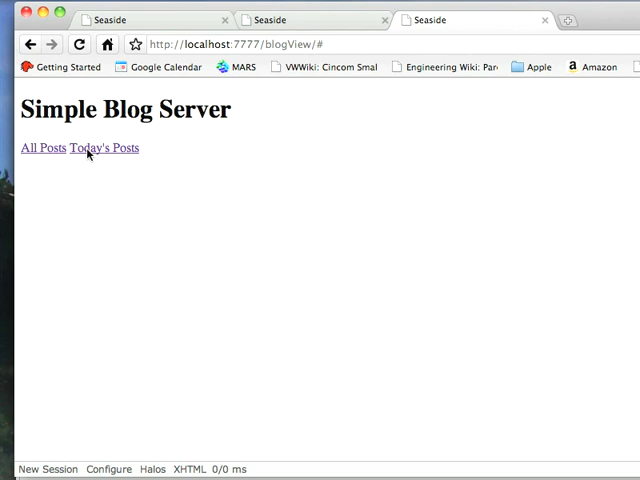 Seaside Seaside Seaside
http://localhost:7777/blogView/#
Getting Started Google Calendar MARS VWWiki: Cincom Smal Engineering Wiki: Par Apple Amazon
Simple Blog Server
All Posts Today's Posts
New Session Configure Halos XHTML 0/0 ms